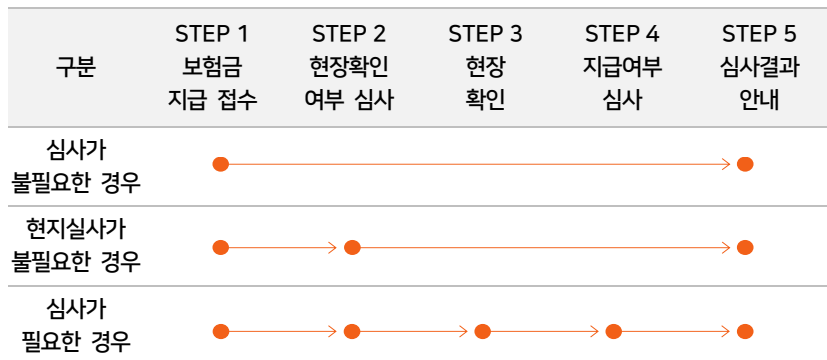 구분
STEP 1
보험금
지급 접수
STEP 2
현장확인
여부 심사
STEP 3
현장
확인
STEP 4
지급여부
심사
STEP 5
심사결과
안내
심사가
불필요한 경우
현지실사가
불필요한 경우
심사가
필요한 경우